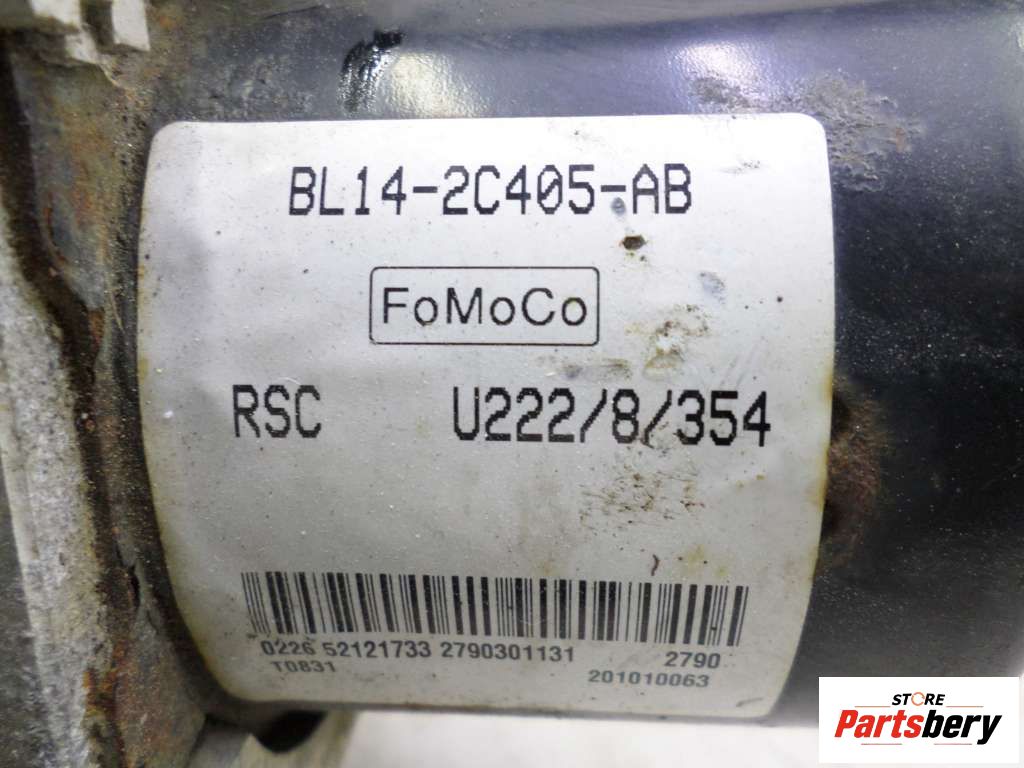 BL14-2C405-AB
FoMoCo
RSC U222/8/354
0226 52121733 2790301131 2790
T0831 201010063
STORE
Partsbery